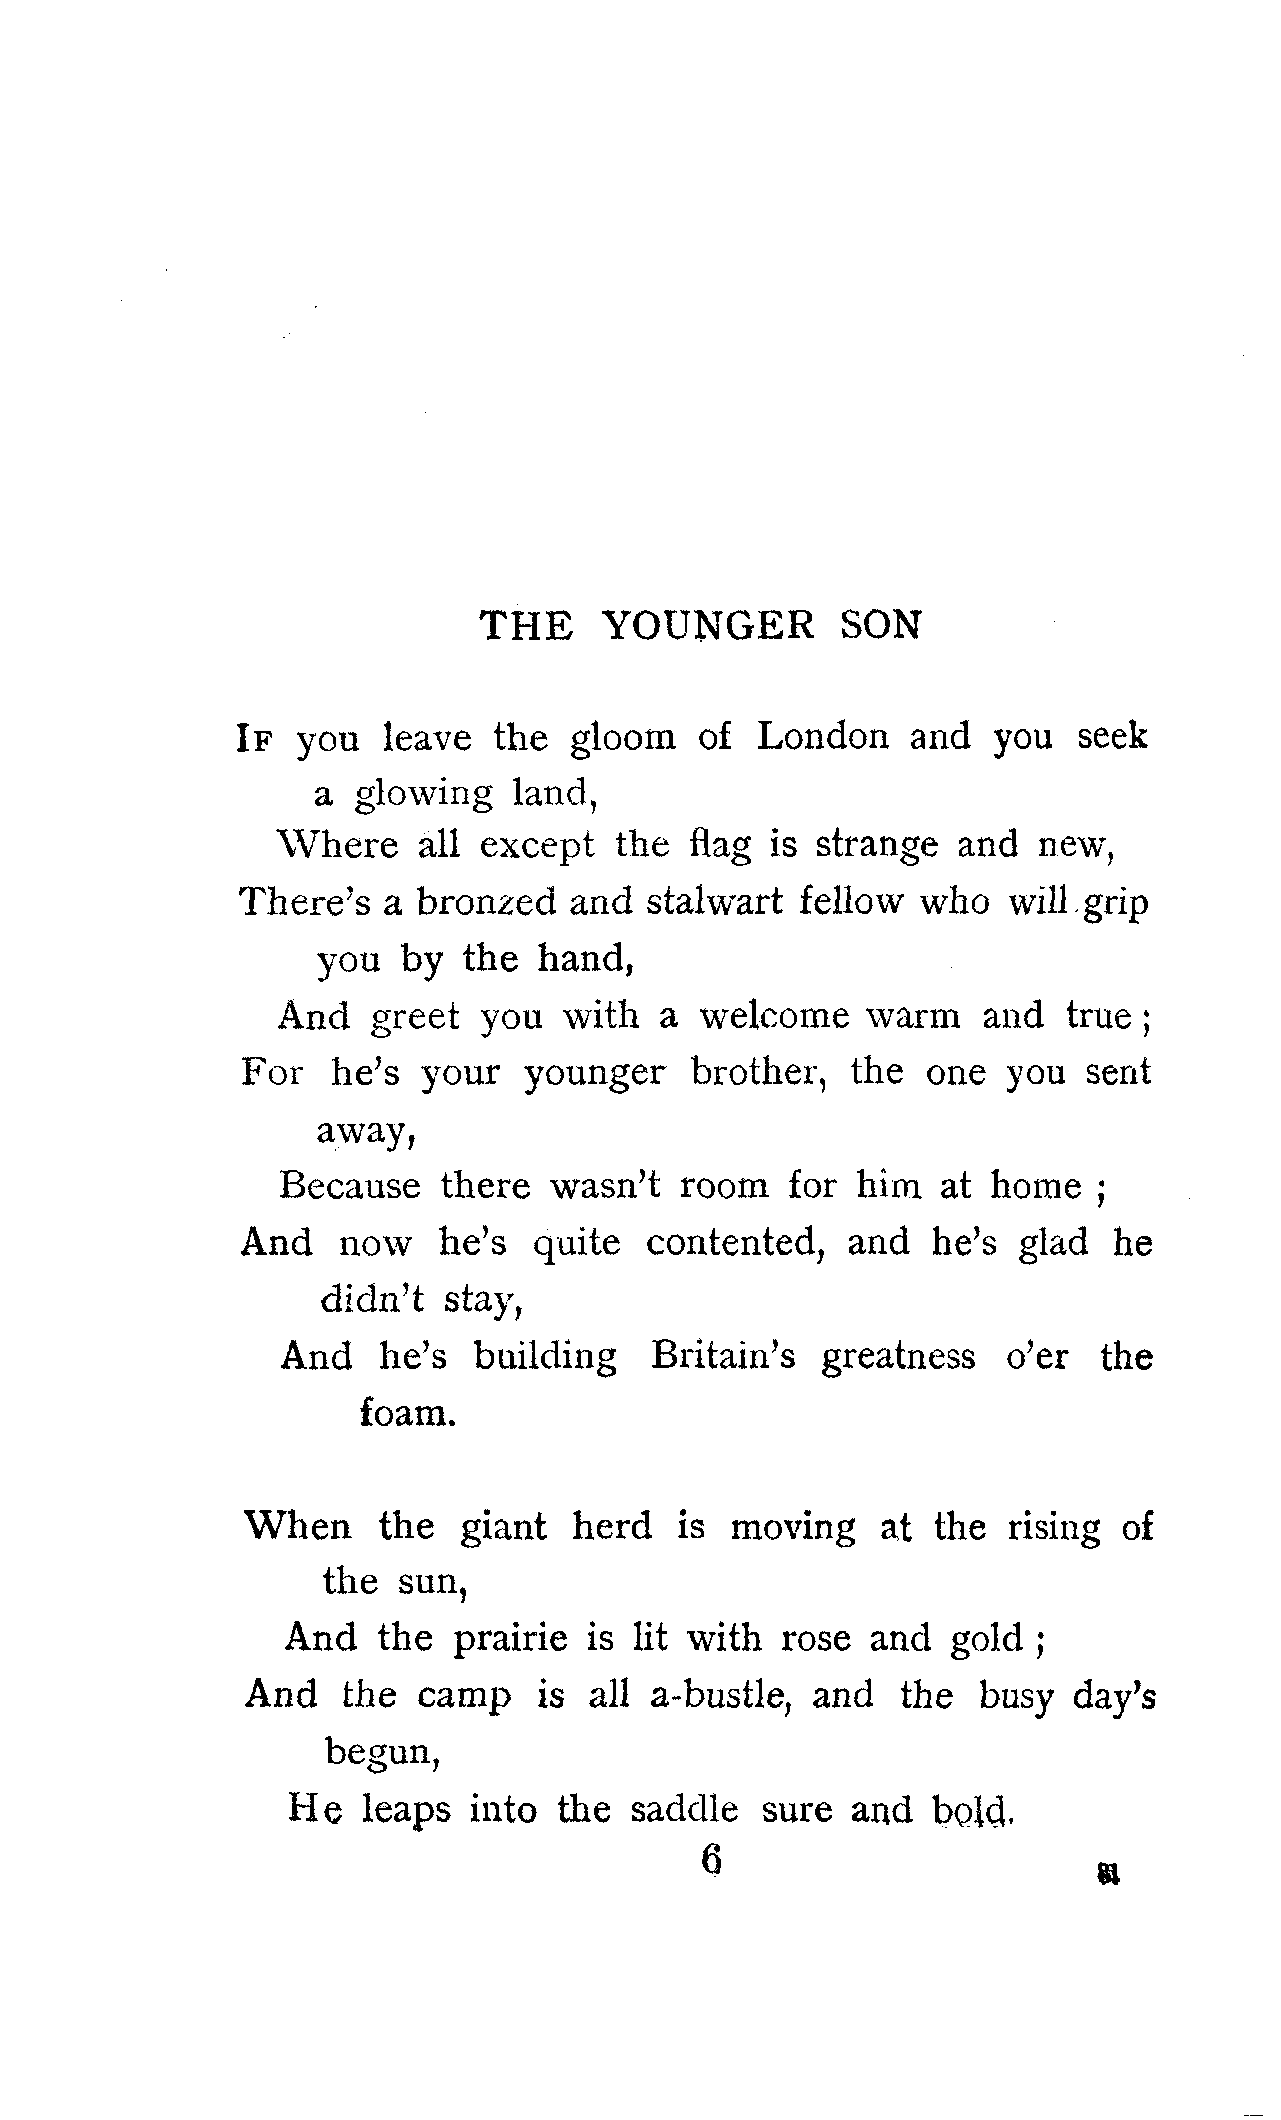 THE YOUNGER SON
IF you leave the gloom of London and you seek
a glowing land,
Where all except the flag is strange and new,
There's a bronzed and stalwart fellow who will grip
you by the hand,
And greet you with a welcome warm and true ;
For he's your younger brother, the one you sent
away,
Because there wasn't room for him at home ;
And now he's quite contented, and he's glad he
didn't stay,
And he's building Britain's greatness o'er the
foam.
When the giant herd is moving at the rising of
the sun,
And the prairie is lit with rose and gold ;
And the camp is all a-bustle, and the busy day's
begun,
He leaps into the saddle sure and bold.
6
81